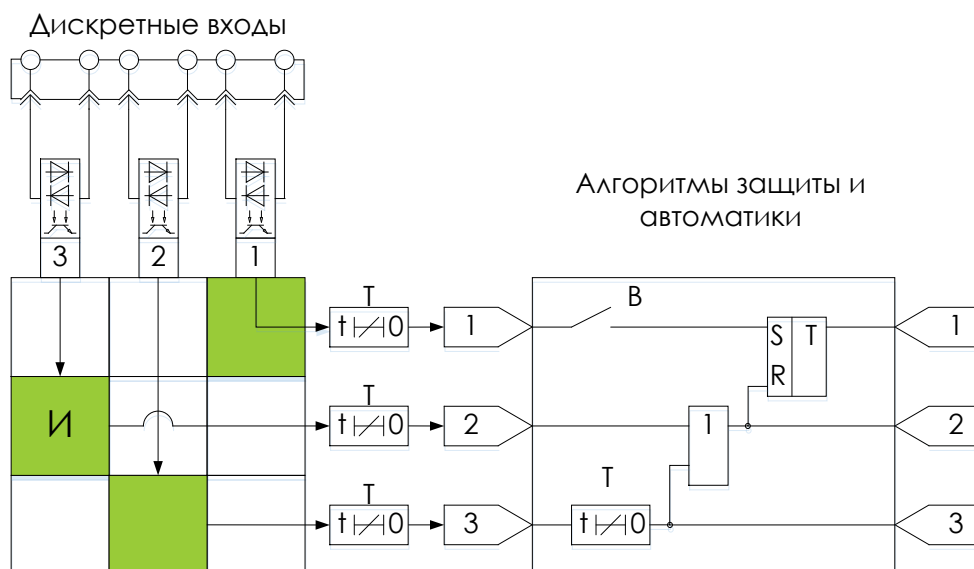 Дискретные входы
Алгоритмы защиты и
автоматики
3 2 1
T
t 0 1 B S T 1
R
И
T
t 0 2 1 2
T T
t 0 3 t 0 3